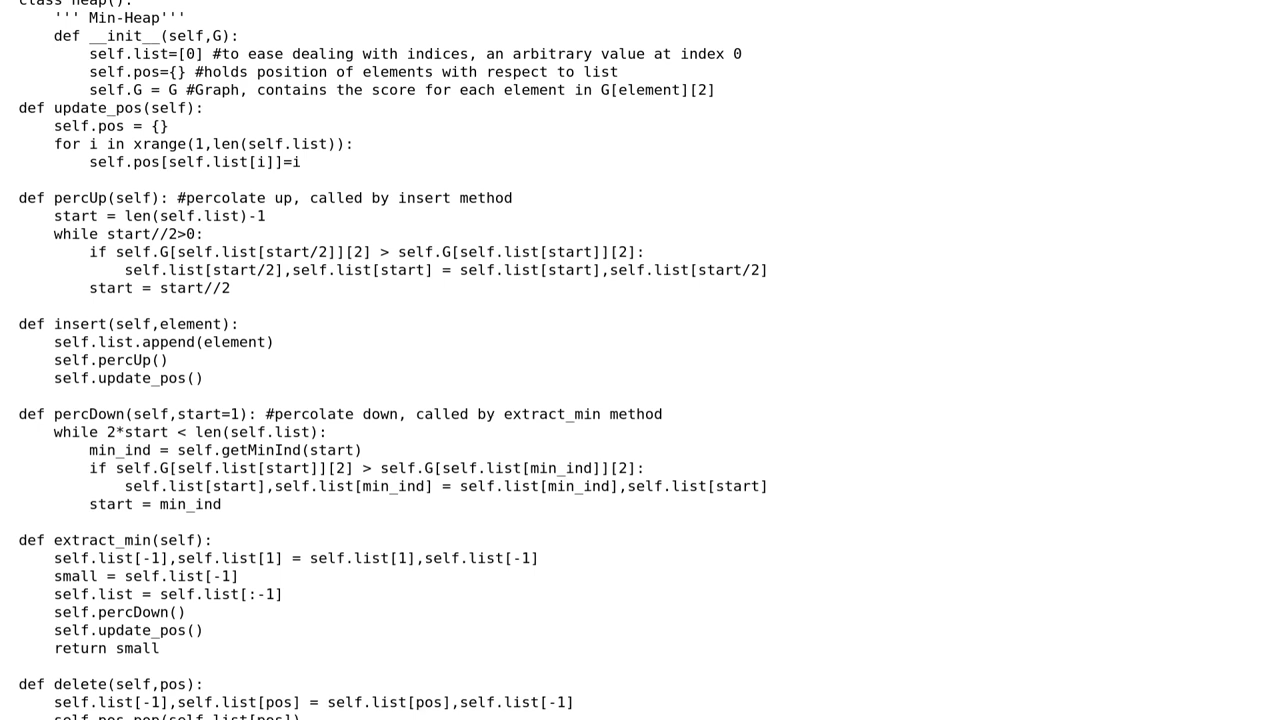 class heap():
    ''' Min-Heap'''
    def __init__(self,G):
        self.list=[0] #to ease dealing with indices, an arbitrary value at index 0
        self.pos={} #holds position of elements with respect to list
        self.G = G #Graph, contains the score for each element in G[element][2]
def update_pos(self):
    self.pos = {}
    for i in xrange(1,len(self.list)):
        self.pos[self.list[i]]=i

def percUp(self): #percolate up, called by insert method
    start = len(self.list)-1
    while start//2>0:
        if self.G[self.list[start/2]][2] > self.G[self.list[start]][2]:
            self.list[start/2],self.list[start] = self.list[start],self.list[start/2]
        start = start//2

def insert(self,element):
    self.list.append(element)
    self.percUp()
    self.update_pos()

def percDown(self,start=1): #percolate down, called by extract_min method
    while 2*start < len(self.list):
        min_ind = self.getMinInd(start)
        if self.G[self.list[start]][2] > self.G[self.list[min_ind]][2]:
            self.list[start],self.list[min_ind] = self.list[min_ind],self.list[start]
        start = min_ind

def extract_min(self):
    self.list[-1],self.list[1] = self.list[1],self.list[-1]
    small = self.list[-1]
    self.list = self.list[:-1]
    self.percDown()
    self.update_pos()
    return small

def delete(self,pos):
    self.list[-1],self.list[pos] = self.list[pos],self.list[-1]
    self.pos.pop(self.list[pos])